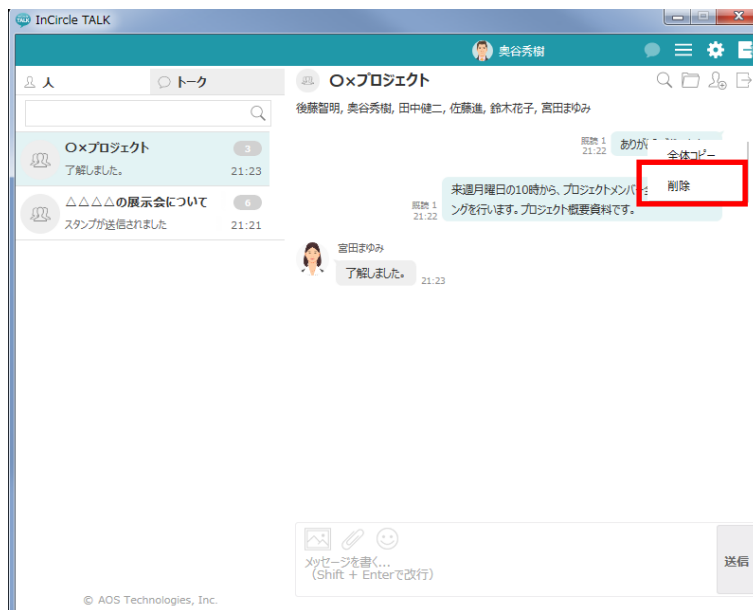 InCircle TALK
奥谷秀樹
人
トーク
〇×プロジェクト
3
了解しました。
21:23
△△△△の展示会について
6
スタンプが送信されました
21:21
© AOS Technologies, Inc.
〇×プロジェクト
後藤智明, 奥谷秀樹, 田中健二, 佐藤進, 鈴木花子, 宮田まゆみ
既読 1
21:22
ありが
全体コピー
削除
既読 1
21:22
来週月曜日の10時から、プロジェクトメンバー
ングを行います。プロジェクト概要資料です。
宮田まゆみ
了解しました。
21:23
メッセージを書く...
(Shift + Enterで改行)
送信